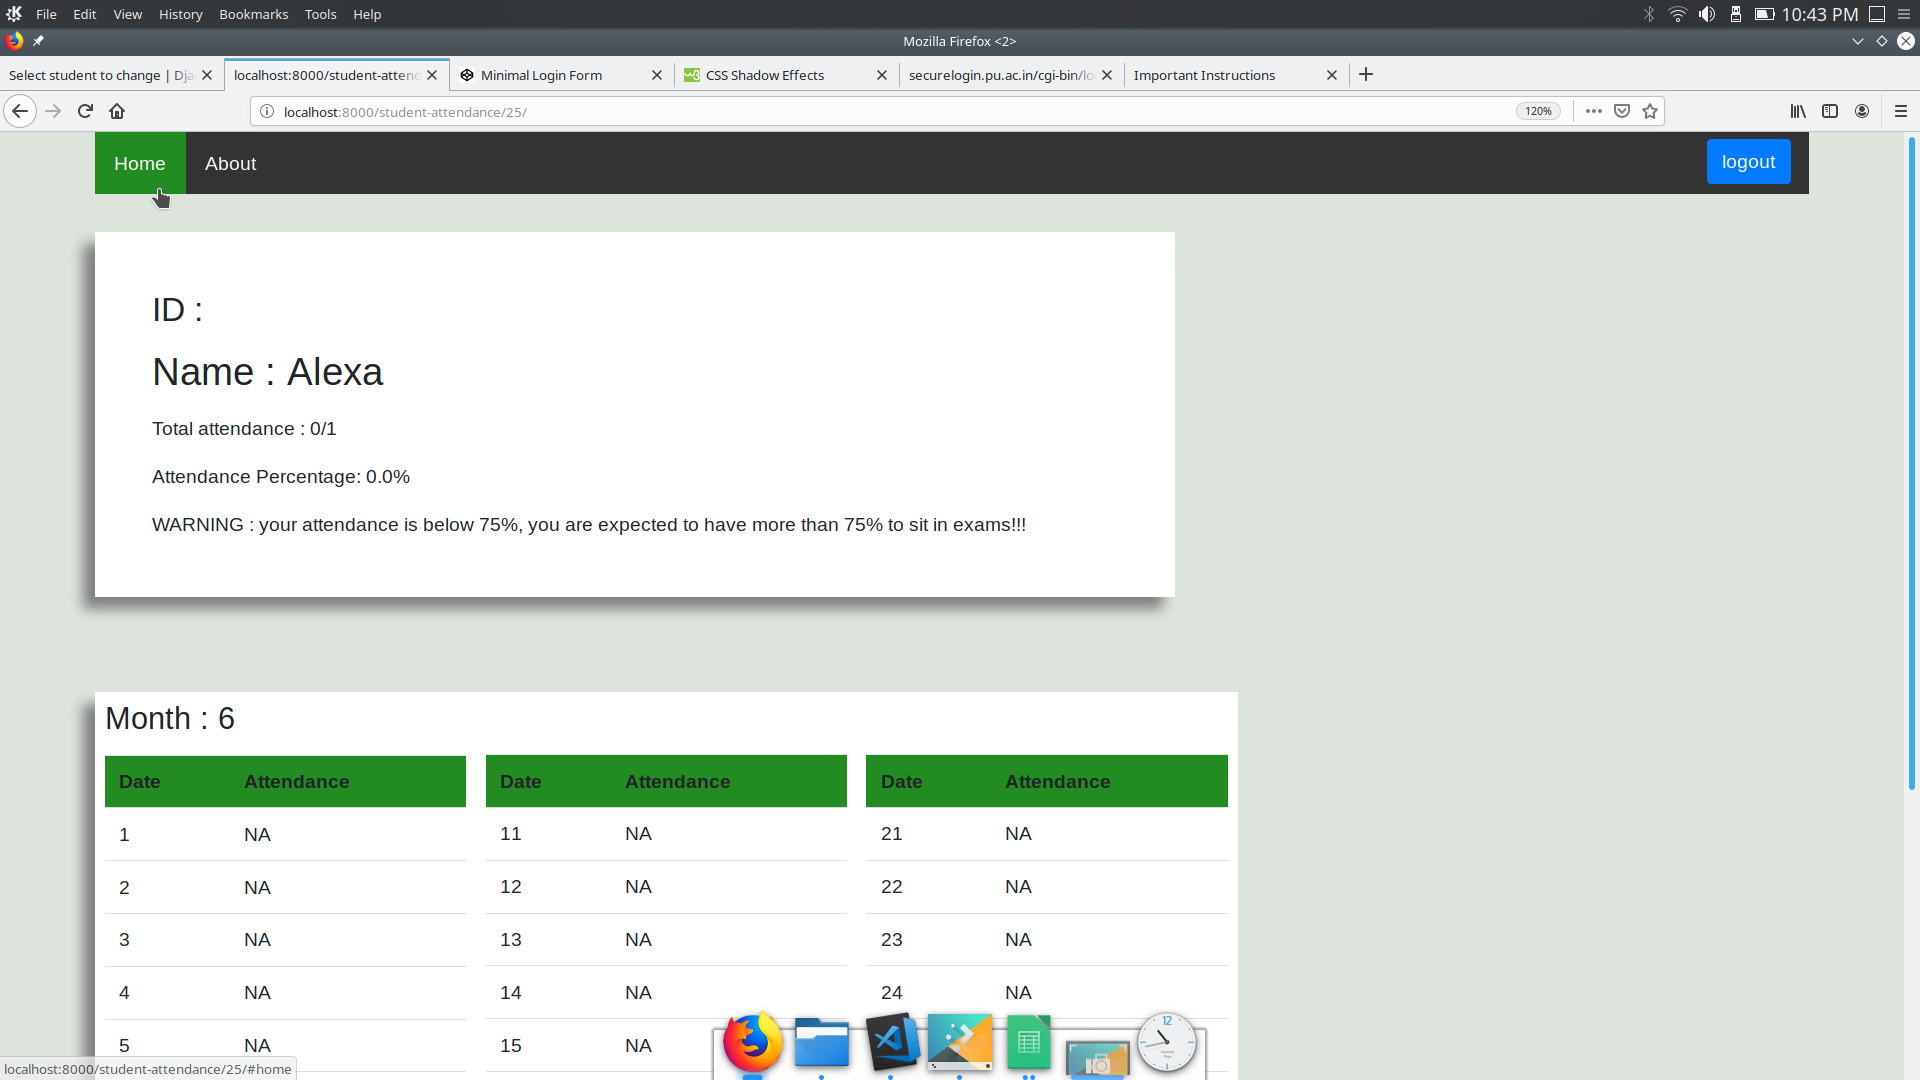 File Edit View History Bookmarks Tools Help
10:43 PM
Mozilla Firefox <2>
Select student to change | Dja
localhost:8000/student-attend
Minimal Login Form
CSS Shadow Effects
securelogin.pu.ac.in/cgi-bin/lo
Important Instructions
localhost:8000/student-attendance/25/
120%
Home About logout
ID :
Name : Alexa
Total attendance : 0/1
Attendance Percentage: 0.0%
WARNING : your attendance is below 75%, you are expected to have more than 75% to sit in exams!!!
Month : 6
Date Attendance Date Attendance Date Attendance
1 NA 11 NA 21 NA
2 NA 12 NA 22 NA
3 NA 13 NA 23 NA
4 NA 14 NA 24 NA
5 NA 15 NA
12
localhost:8000/student-attendance/25/#home